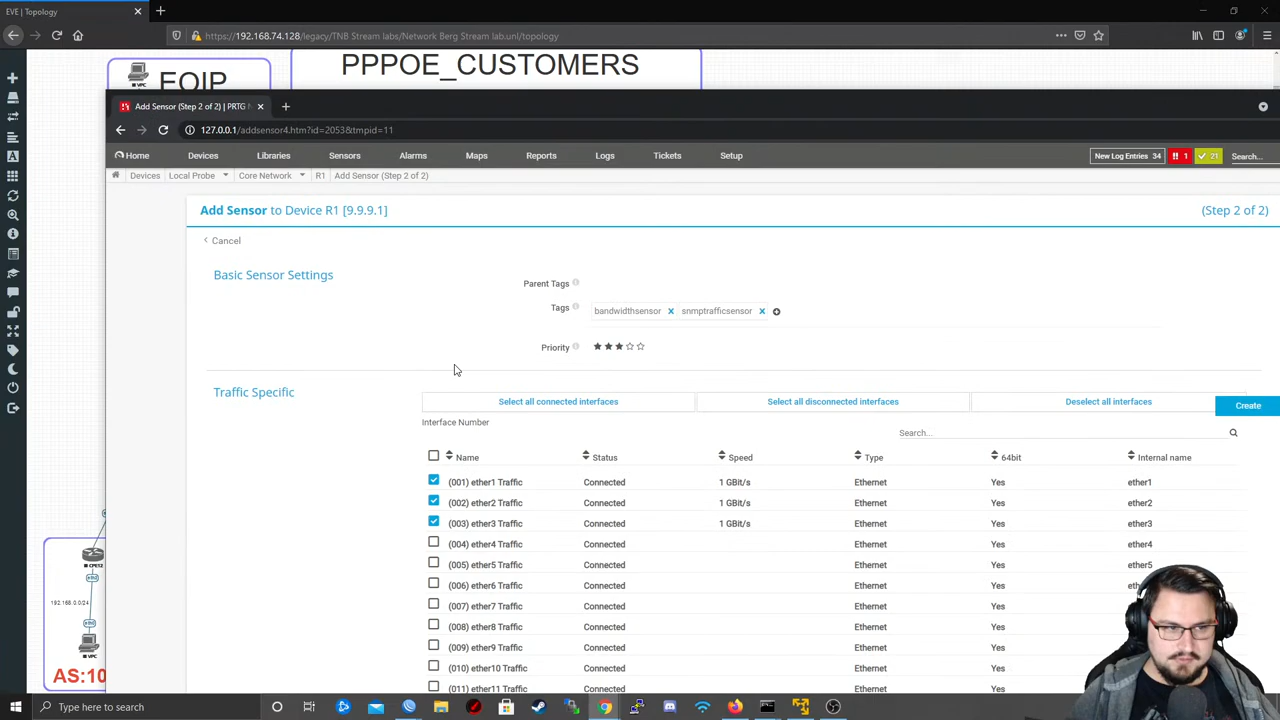 EVE | Topology
https://192.168.74.128/legacy/TNB Stream labs/Network Berg Stream lab.unl/topology
VPC
EOIP
PPPOE_CUSTOMERS
Add Sensor (Step 2 of 2) | PRTG
127.0.0.1/addsensor4.htm?id=2053&tmpid=11
Home Devices Libraries Sensors Alarms Maps Reports Logs Tickets Setup New Log Entries 34 1 21 Search...
Devices Local Probe Core Network R1 Add Sensor (Step 2 of 2)
Add Sensor to Device R1 [9.9.9.1] (Step 2 of 2)
Cancel
Basic Sensor Settings
Parent Tags
Tags bandwidthsensor x snmptrafficsensor x
Priority
Traffic Specific
Select all connected interfaces Select all disconnected interfaces Deselect all interfaces Create
Interface Number
Search...
Name Status Speed Type 64bit Internal name
(001) ether1 Traffic Connected 1 GBit/s Ethernet Yes ether1
(002) ether2 Traffic Connected 1 GBit/s Ethernet Yes ether2
(003) ether3 Traffic Connected 1 GBit/s Ethernet Yes ether3
(004) ether4 Traffic Connected Ethernet Yes ether4
(005) ether5 Traffic Connected Ethernet Yes ether5
(006) ether6 Traffic Connected Ethernet Yes
(007) ether7 Traffic Connected Ethernet Yes
(008) ether8 Traffic Connected Ethernet Yes
(009) ether9 Traffic Connected Ethernet Yes
(010) ether10 Traffic Connected Ethernet Yes
(011) ether11 Traffic Connected Ethernet Yes
192.168.0.0/24
VPC
AS:10
Type here to search